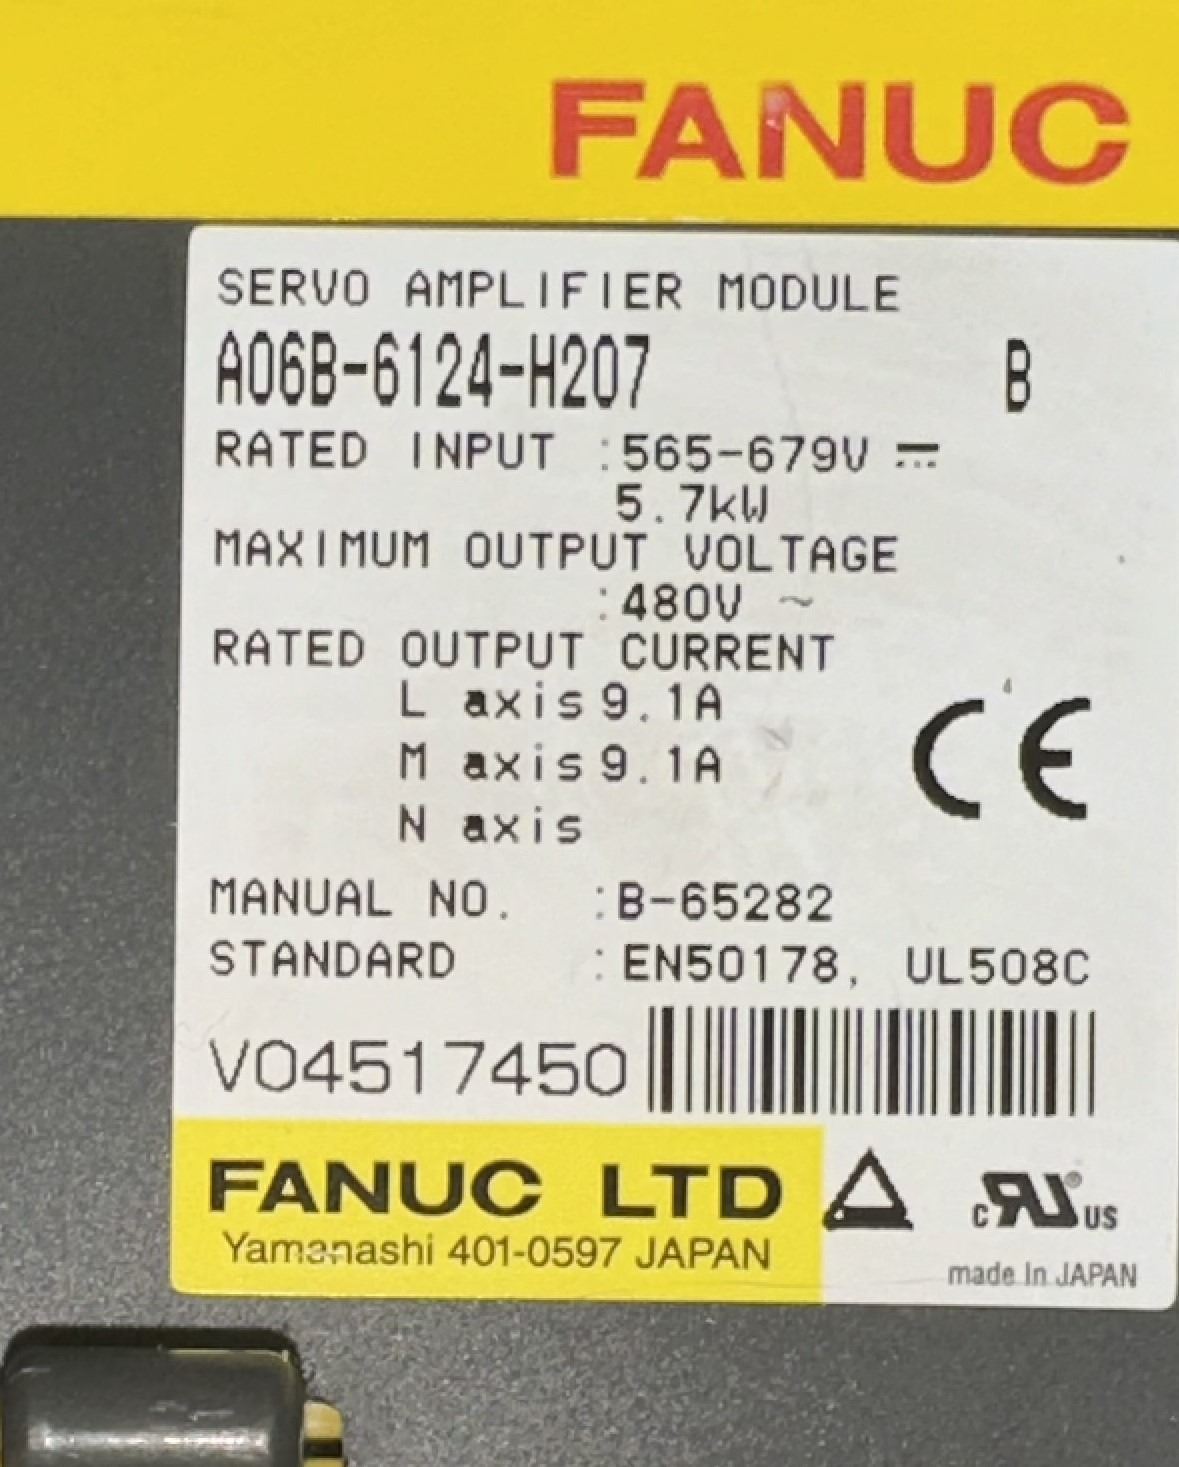 FANUC
SERVO AMPLIFIER MODULE
A06B-6124-H207 B
RATED INPUT :565-679V ⎓
5.7kW
MAXIMUM OUTPUT VOLTAGE
:480V ~
RATED OUTPUT CURRENT
L axis 9.1A
M axis 9.1A
N axis
CE
MANUAL NO. :B-65282
STANDARD :EN50178, UL508C
V04517450
FANUC LTD
Yamanashi 401-0597 JAPAN
c RU ® US
made in JAPAN